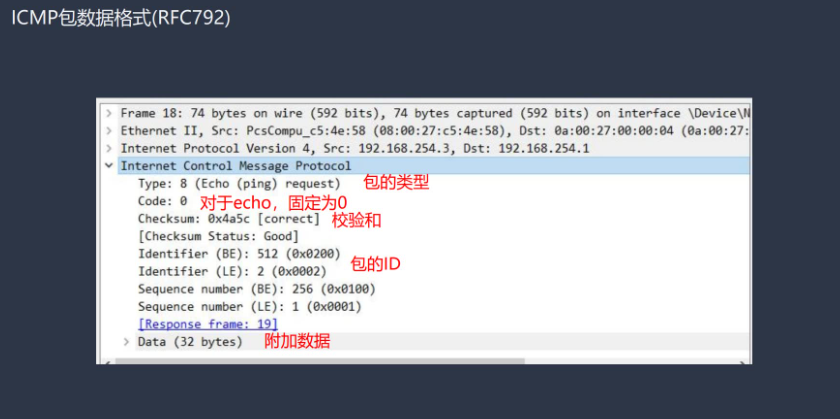 ICMP包数据格式(RFC792)
Frame 18: 74 bytes on wire (592 bits), 74 bytes captured (592 bits) on interface \Device\N
Ethernet II, Src: PcsCompu_c5:4e:58 (08:00:27:c5:4e:58), Dst: 0a:00:27:00:00:04 (0a:00:27:
Internet Protocol Version 4, Src: 192.168.254.3, Dst: 192.168.254.1
Internet Control Message Protocol
Type: 8 (Echo (ping) request) 包的类型
Code: 0 对于echo，固定为0
Checksum: 0x4a5c [correct] 校验和
[Checksum Status: Good]
Identifier (BE): 512 (0x0200)
包的ID
Identifier (LE): 2 (0x0002)
Sequence number (BE): 256 (0x0100)
Sequence number (LE): 1 (0x0001)
[Response frame: 19]
Data (32 bytes) 附加数据